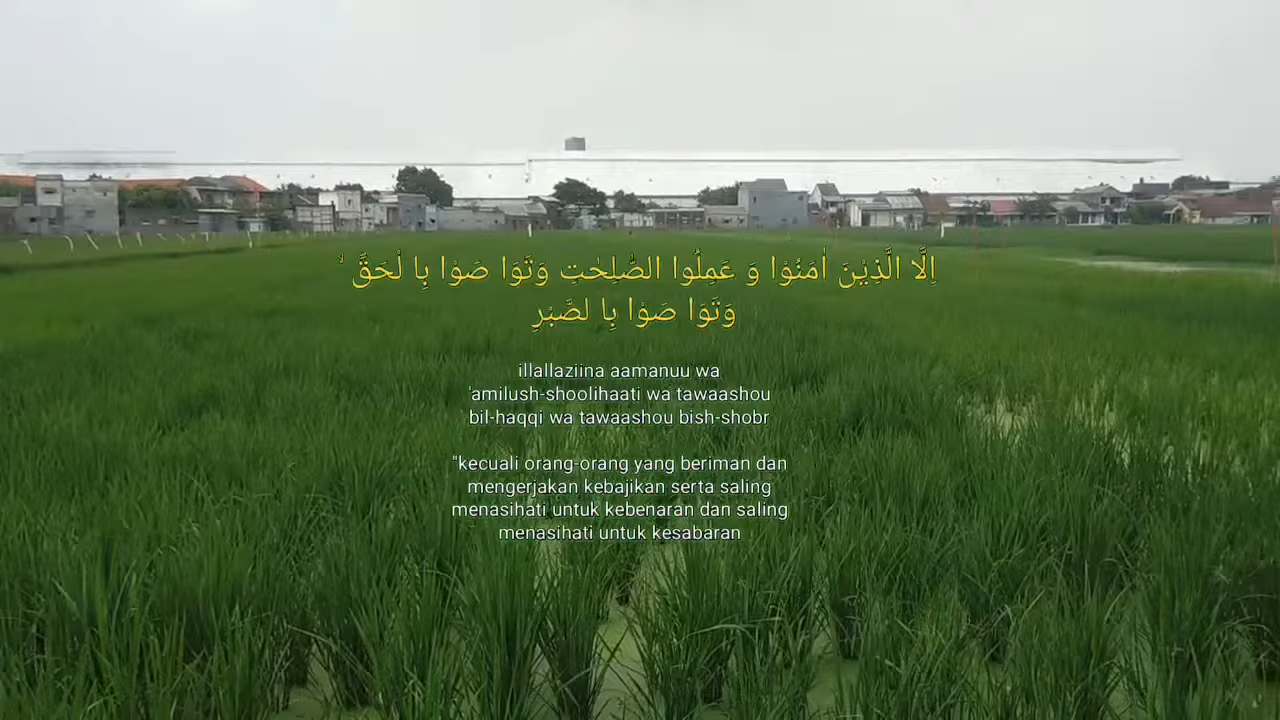 اِلَّا الَّذِيْنَ اٰمَنُوْا وَ عَمِلُوا الصّٰلِحٰتِ وَتَوَا صَوْا بِا لْحَقِّ ۙ
وَتَوَا صَوْا بِا لصَّبْرِ
illallaziina aamanuu wa
'amilush-shoolihaati wa tawaashou
bil-haqqi wa tawaashou bish-shobr
"kecuali orang-orang yang beriman dan
mengerjakan kebajikan serta saling
menasihati untuk kebenaran dan saling
menasihati untuk kesabaran